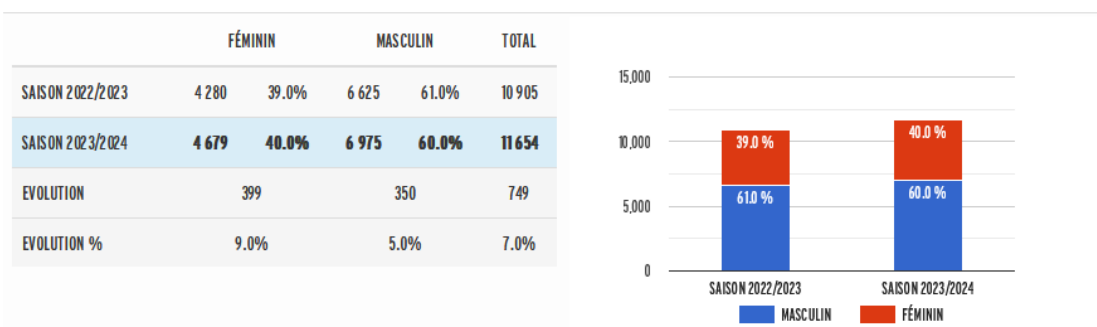 FÉMININ MASCULIN TOTAL
SAISON 2022/2023 4 280 39.0% 6 625 61.0% 10 905
SAISON 2023/2024 4 679 40.0% 6 975 60.0% 11 654
EVOLUTION 399 350 749
EVOLUTION % 9.0% 5.0% 7.0%
15,000
10,000
5,000
0
39.0 %
61.0 %
40.0 %
60.0 %
SAISON 2022/2023 SAISON 2023/2024
MASCULIN FÉMININ